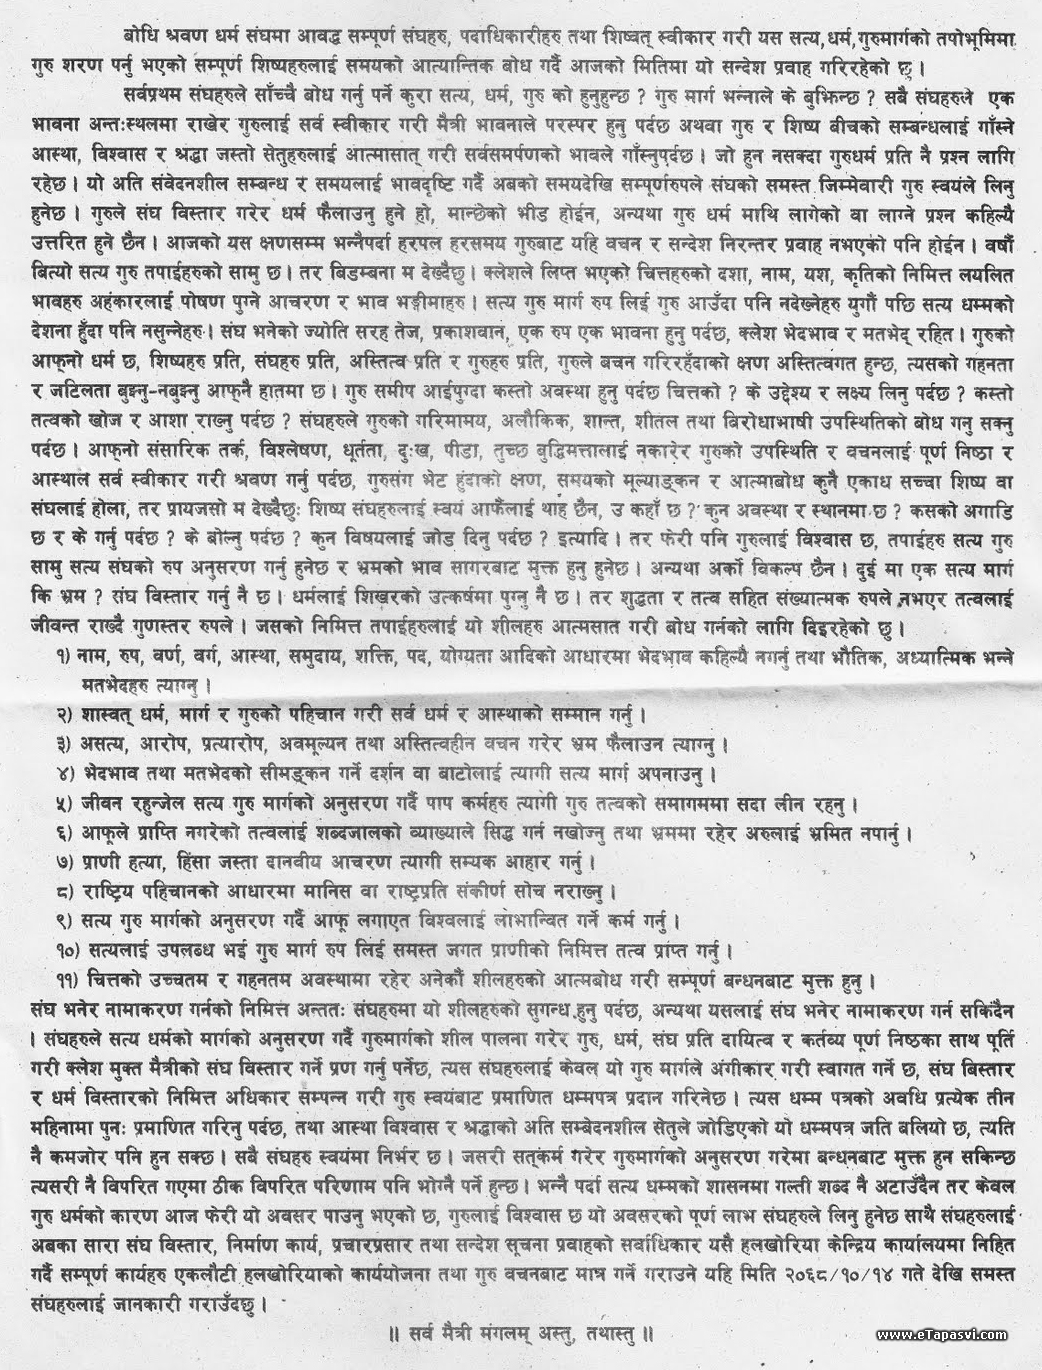 बोधि श्रवण धर्म संघमा आवद्ध सम्पूर्ण संघहरु, पदाधिकारीहरु तथा शिष्वत् स्वीकार गरी यस सत्य,धर्म,गुरुमार्गको तपोभूमिमा
गुरु शरण पर्नु भएको सम्पूर्ण शिष्यहरुलाई समयको आत्यान्तिक बोध गर्दै आजको मितिमा यो सन्देश प्रवाह गरिरहेको छु ।
सर्वप्रथम संघहरुले साँच्चै बोध गर्नु पर्ने कुरा सत्य, धर्म, गुरु को हुनुहुन्छ ? गुरु मार्ग भन्नाले के बुझिन्छ ? सबै संघहरुले एक
भावना अन्तःस्थलमा राखेर गुरुलाई सर्व स्वीकार गरी मैत्री भावनाले परस्पर हुनु पर्दछ अथवा गुरु र शिष्य बीचको सम्बन्धलाई गाँस्ने
आस्था, विश्वास र श्रद्धा जस्तो सेतुहरुलाई आत्मासात् गरी सर्वसमर्पणको भावले गाँस्नुपर्दछ । जो हुन नसक्दा गुरुधर्म प्रति नै प्रश्न लागि
रहेछ । यो अति संवेदनशील सम्बन्ध र समयलाई भावदृष्टि गर्दै अबको समयदेखि सम्पूर्णरुपले संघको समस्त जिम्मेवारी गुरु स्वयंले लिनु
हुनेछ । गुरुले संघ विस्तार गरेर धर्म फैलाउनु हुने हो, मान्छेको भीड होईन, अन्यथा गुरु धर्म माथि लागेको वा लाग्ने प्रश्न कहिल्यै
उत्तरित हुने छैन । आजको यस क्षणसम्म भन्नैपर्दा हरपल हरसमय गुरुबाट यहि वचन र सन्देश निरन्तर प्रवाह नभएको पनि होईन । वर्षौं
बित्यो सत्य गुरु तपाईहरुको सामु छ । तर बिडम्बना म देख्दैछु । क्लेशले लिप्त भएको चित्तहरुको दशा, नाम, यश, कृतिको निमित्त लयलित
भावहरु अहंकारलाई पोषण पुग्ने आचरण र भाव भङ्गीमाहरु । सत्य गुरु मार्ग रुप लिई गुरु आउँदा पनि नदेख्नेहरु युगौं पछि सत्य धम्मको
देशना हुँदा पनि नसुन्नेहरु । संघ भनेको ज्योति सरह तेज, प्रकाशवान, एक रुप एक भावना हुनु पर्दछ, क्लेश भेदभाव र मतभेद् रहित । गुरुको
आफ्नो धर्म छ, शिष्यहरु प्रति, संघहरु प्रति, अस्तित्व प्रति र गुरुहरु प्रति, गुरुले बचन गरिरहँदाको क्षण अस्तित्वगत हुन्छ, त्यसको गहनता
र जटिलता बुझ्नु-नबुझ्नु आफ्नै हातमा छ । गुरु समीप आईपुग्दा कस्तो अवस्था हुनु पर्दछ चित्तको ? के उद्देश्य र लक्ष्य लिनु पर्दछ ? कस्तो
तत्वको खोज र आशा राख्नु पर्दछ ? संघहरुले गुरुको गरिमामय, अलौकिक, शान्त, शीतल तथा बिरोधाभाषी उपस्थितिको बोध गनु सक्नु
पर्दछ । आफ्नो संसारिक तर्क, विश्लेषण, धूर्तता, दुःख, पीडा, तुच्छ बुद्धिमत्तालाई नकारेर गुरुको उपस्थिति र वचनलाई पूर्ण निष्ठा र
आस्थाले सर्व स्वीकार गरी श्रवण गर्नु पर्दछ, गुरुसंग भेट हुंदाको क्षण, समयको मूल्याङ्कन र आत्माबोध कुनै एकाध सच्चा शिष्य वा
संघलाई होला, तर प्रायजसो म देख्दैछुः शिष्य संघहरुलाई स्वयं आफैंलाई थाह छैन, उ कहाँ छ ? कुन अवस्था र स्थानमा छ ? कसको अगाडि
छ र के गर्नु पर्दछ ? के बोल्नु पर्दछ ? कुन विषयलाई जोड दिनु पर्दछ ? इत्यादि । तर फेरी पनि गुरुलाई विश्वास छ, तपाईहरु सत्य गुरु
सामु सत्य संघको रुप अनुसरण गर्नु हुनेछ र भ्रमको भाव सागरबाट मुक्त हुनु हुनेछ । अन्यथा अर्को विकल्प छैन । दुई मा एक सत्य मार्ग
कि भ्रम ? संघ विस्तार गर्नु नै छ । धर्मलाई शिखरको उत्कर्षमा पुग्नु नै छ । तर शुद्धता र तत्व सहित संख्यात्मक रुपले नभएर तत्वलाई
जीवन्त राख्दै गुणस्तर रुपले । जसको निमित्त तपाईहरुलाई यो शीलहरु आत्मसात गरी बोध गर्नको लागि दिइरहेको छु ।
१) नाम, रुप, वर्ण, वर्ग, आस्था, समुदाय, शक्ति, पद, योग्यता आदिको आधारमा भेदभाव कहिल्यै नगर्नु तथा भौतिक, अध्यात्मिक भन्ने
मतभेदहरु त्याग्नु ।
२) शास्वत् धर्म, मार्ग र गुरुको पहिचान गरी सर्व धर्म र आस्थाको सम्मान गर्नु ।
३) असत्य, आरोप, प्रत्यारोप, अवमूल्यन तथा अस्तित्वहीन वचन गरेर भ्रम फैलाउन त्याग्नु ।
४) भेदभाव तथा मतभेदको सीमङ्कन गर्ने दर्शन वा बाटोलाई त्यागी सत्य मार्ग अपनाउनु ।
५) जीवन रहुन्जेल सत्य गुरु मार्गको अनुसरण गर्दै पाप कर्महरु त्यागी गुरु तत्वको समागममा सदा लीन रहनु ।
६) आफूले प्राप्ति नगरेको तत्वलाई शब्दजालको व्याख्याले सिद्ध गर्न नखोज्नु तथा भ्रममा रहेर अरुलाई भ्रमित नपार्नु ।
७) प्राणी हत्या, हिंसा जस्ता दानवीय आचरण त्यागी सम्यक आहार गर्नु ।
८) राष्ट्रिय पहिचानको आधारमा मानिस वा राष्ट्रप्रति संकीर्ण सोच नराख्नु ।
९) सत्य गुरु मार्गको अनुसरण गर्दै आफू लगाएत विश्वलाई लाभान्वित गर्ने कर्म गर्नु ।
१०) सत्यलाई उपलब्ध भई गुरु मार्ग रुप लिई समस्त जगत प्राणीको निमित्त तत्व प्राप्त गर्नु ।
११) चित्तको उच्चतम र गहनतम अवस्थामा रहेर अनेकौं शीलहरुको आत्मबोध गरी सम्पूर्ण बन्धनबाट मुक्त हुनु ।
संघ भनेर नामाकरण गर्नको निमित्त अन्ततः संघहरुमा यो शीलहरुको सुगन्ध हुनु पर्दछ, अन्यथा यसलाई संघ भनेर नामाकरण गर्न सकिंदैन
। संघहरुले सत्य धर्मको मार्गको अनुसरण गर्दै गुरुमार्गको शील पालना गरेर गुरु, धर्म, संघ प्रति दायित्व र कर्तव्य पूर्ण निष्ठका साथ पूर्ति
गरी क्लेश मुक्त मैत्रीको संघ विस्तार गर्ने प्रण गर्नु पर्नेछ, त्यस संघहरुलाई केवल यो गुरु मार्गले अंगीकार गरी स्वागत गर्ने छ, संघ बिस्तार
र धर्म विस्तारको निमित्त अधिकार सम्पन्न गरी गुरु स्वयंबाट प्रमाणित धम्मपत्र प्रदान गरिनेछ । त्यस धम्म पत्रको अवधि प्रत्येक तीन
महिनामा पुनः प्रमाणित गरिनु पर्दछ, तथा आस्था विश्वास र श्रद्धाको अति सम्बेदनशील सेतुले जोडिएको यो धम्मपत्र जति बलियो छ, त्यति
नै कमजोर पनि हुन सक्छ । सबै संघहरु स्वयंमा निर्भर छ । जसरी सत्कर्म गरेर गुरुमार्गको अनुसरण गरेमा बन्धनबाट मुक्त हुन सकिन्छ
त्यसरी नै विपरित गएमा ठीक विपरित परिणाम पनि भोग्नै पर्ने हुन्छ । भन्नै पर्दा सत्य धम्मको शासनमा गल्ती शब्द नै अटाउँदैन तर केवल
गुरु धर्मको कारण आज फेरी यो अवसर पाउनु भएको छ, गुरुलाई विश्वास छ यो अवसरको पूर्ण लाभ संघहरुले लिनु हुनेछ साथै संघहरुलाई
अबका सारा संघ विस्तार, निर्माण कार्य, प्रचारप्रसार तथा सन्देश सूचना प्रवाहको सर्वाधिकार यसै हलखोरिया केन्द्रिय कार्यालयमा निहित
गर्दै सम्पूर्ण कार्यहरु एकलौटी हलखोरियाको कार्ययोजना तथा गुरु वचनबाट मात्र गर्ने गराउने यहि मिति २०६८/१०/१४ गते देखि समस्त
संघहरुलाई जानकारी गराउँदछु ।
॥ सर्व मैत्री मंगलम् अस्तु, तथास्तु ॥
www.eTapasvi.com